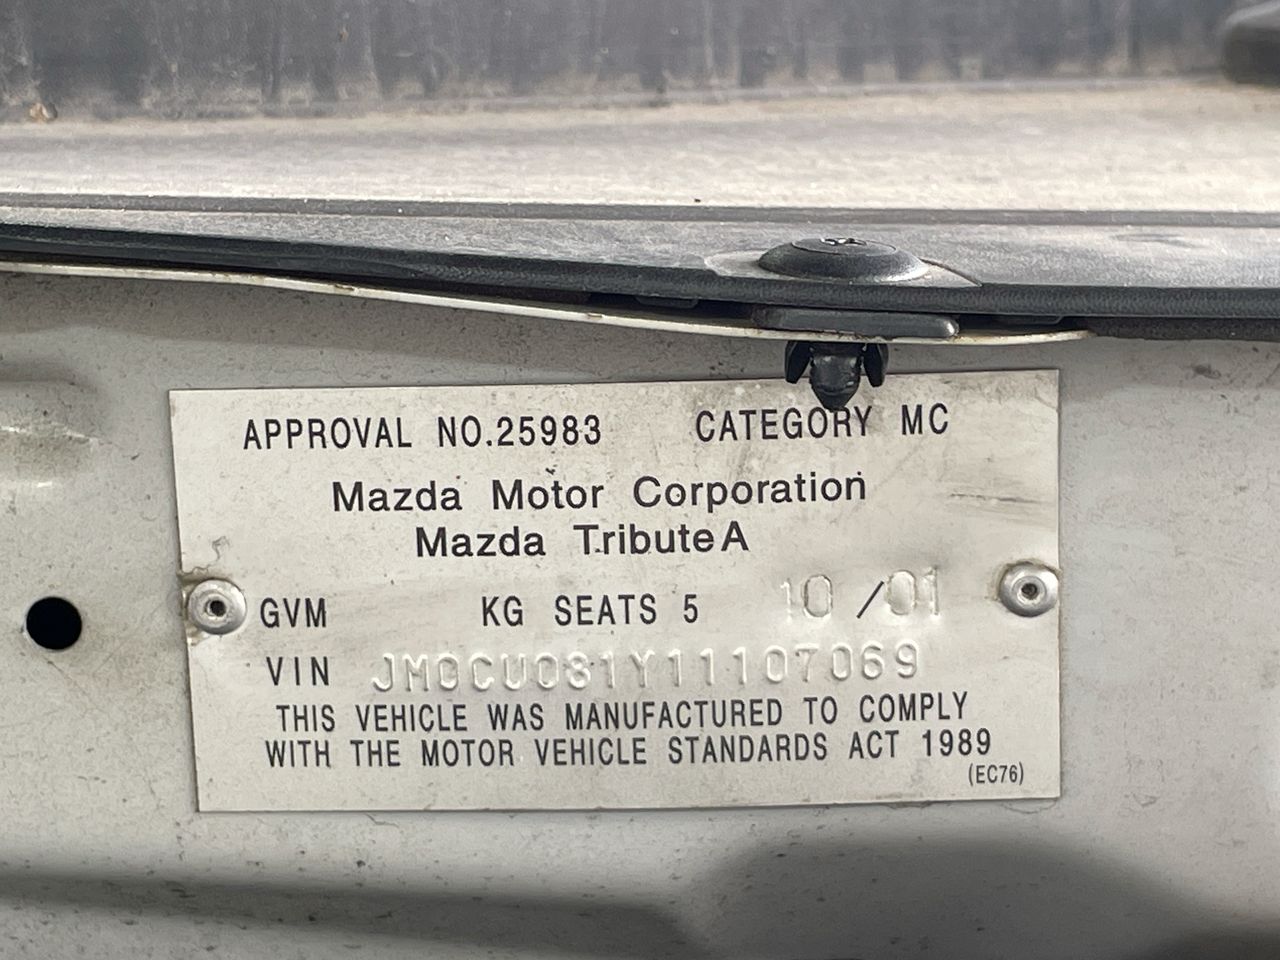 APPROVAL NO.25983 CATEGORY MC
Mazda Motor Corporation
Mazda Tribute A
GVM KG SEATS 5 10 /01
VIN JM0CU081Y11107069
THIS VEHICLE WAS MANUFACTURED TO COMPLY
WITH THE MOTOR VEHICLE STANDARDS ACT 1989
(EC76)